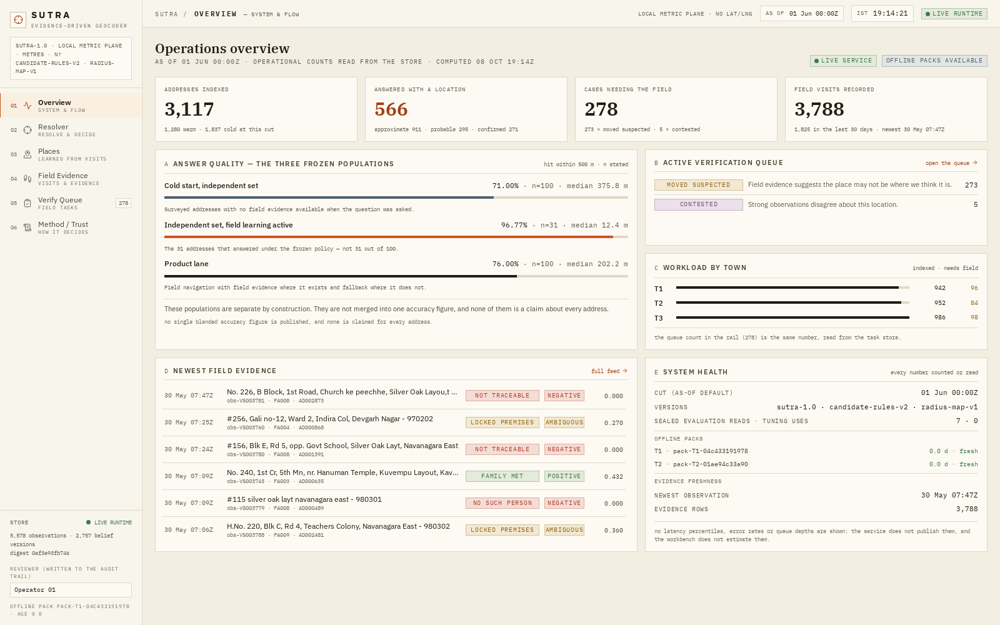 SUTRA
EVIDENCE-DRIVEN GEOCODER
SUTRA-1.0 · LOCAL METRIC PLANE
· METRES · N↑
CANDIDATE-RULES-V2 · RADIUS-
MAP-V1
01 Overview
SYSTEM & FLOW
02 Resolver
RESOLVE & DECIDE
03 Places
LEARNED FROM VISITS
04 Field Evidence
VISITS & EVIDENCE
05 Verify Queue 278
FIELD TASKS
06 Method / Trust
HOW IT DECIDES
STORE LIVE RUNTIME
5,578 observations · 2,757 belief
versions
digest 0af3e93fb746
REVIEWER (WRITTEN TO THE AUDIT
TRAIL)
Operator 01
OFFLINE PACK PACK-T1-04C433191978
· AGE 0 D
SUTRA / OVERVIEW — SYSTEM & FLOW
LOCAL METRIC PLANE · NO LAT/LNG AS OF 01 Jun 00:00Z IST 19:14:21 LIVE RUNTIME
Operations overview
AS OF 01 JUN 00:00Z · OPERATIONAL COUNTS READ FROM THE STORE · COMPUTED 08 OCT 19:14Z
LIVE SERVICE OFFLINE PACKS AVAILABLE
ADDRESSES INDEXED
3,117
1,280 warm · 1,837 cold at this cut
ANSWERED WITH A LOCATION
566
approximate 911 · probable 295 · confirmed 271
CASES NEEDING THE FIELD
278
273 × moved suspected · 5 × contested
FIELD VISITS RECORDED
3,788
1,825 in the last 30 days · newest 30 May 07:47Z
A ANSWER QUALITY — THE THREE FROZEN POPULATIONS hit within 500 m · n stated
Cold start, independent set 71.00% · n=100 · median 375.8 m
Surveyed addresses with no field evidence available when the question was asked.
Independent set, field learning active 96.77% · n=31 · median 12.4 m
The 31 addresses that answered under the frozen policy — not 31 out of 100.
Product lane 76.00% · n=100 · median 202.2 m
Field navigation with field evidence where it exists and fallback where it does not.
These populations are separate by construction. They are not merged into one accuracy figure, and none of them is a claim about every address.
no single blended accuracy figure is published, and none is claimed for every address.
B ACTIVE VERIFICATION QUEUE open the queue →
MOVED SUSPECTED Field evidence suggests the place may not be where we think it is. 273
CONTESTED Strong observations disagree about this location. 5
C WORKLOAD BY TOWN indexed · needs field
T1 942 96
T2 952 84
T3 986 98
the queue count in the rail (278) is the same number, read from the task store.
D NEWEST FIELD EVIDENCE full feed →
30 May 07:47Z No. 226, B Block, 1st Road, Church ke peechhe, Silver Oak Layou,t ... NOT TRACEABLE NEGATIVE 0.000
obs-VS003781 · FA008 · AD002873
30 May 07:25Z #256, Gali no-12, Ward 2, Indira Col, Devgarh Nagar - 970202 LOCKED PREMISES AMBIGUOUS 0.270
obs-VS003760 · FA004 · AD000868
30 May 07:24Z #156, Blk E, Rd 5, opp. Govt School, Silver Oak Layt, Navanagara East NOT TRACEABLE NEGATIVE 0.000
obs-VS003780 · FA008 · AD001391
30 May 07:09Z No. 240, 1st Cr, 5th Mn, nr. Hanuman Temple, Kuvempu Layout, Kav... FAMILY MET POSITIVE 0.432
obs-VS003743 · FA003 · AD000635
30 May 07:09Z #115 silver oak layt navanagara east - 980301 NO SUCH PERSON NEGATIVE 0.000
obs-VS003779 · FA008 · AD000489
30 May 07:06Z H.No. 220, Blk C, Rd 4, Teachers Colony, Navanagara East - 980302 LOCKED PREMISES AMBIGUOUS 0.360
obs-VS003788 · FA009 · AD002481
E SYSTEM HEALTH every number counted or read
CUT (AS-OF DEFAULT) 01 Jun 00:00Z
VERSIONS sutra-1.0 · candidate-rules-v2 · radius-map-v1
SEALED EVALUATION READS · TUNING USES 7 · 0
OFFLINE PACKS
T1 · pack-T1-04c433191978 0.0 d · fresh
T2 · pack-T2-01ae94c33a90 0.0 d · fresh
EVIDENCE FRESHNESS
NEWEST OBSERVATION 30 May 07:47Z
EVIDENCE ROWS 3,788
no latency percentiles, error rates or queue depths are shown: the service does not publish them, and
the workbench does not estimate them.